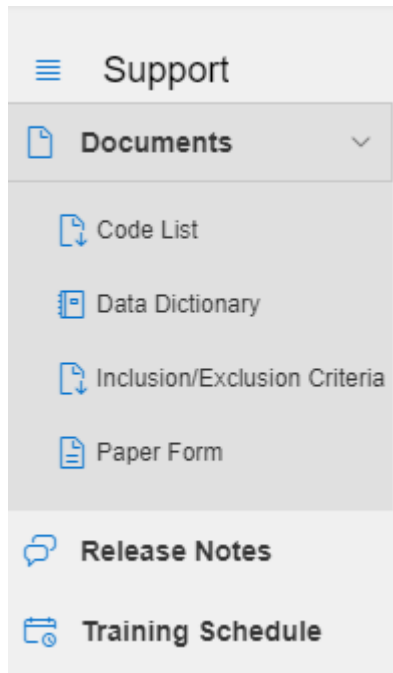 Support
Documents
Code List
Data Dictionary
Inclusion/Exclusion Criteria
Paper Form
Release Notes
Training Schedule